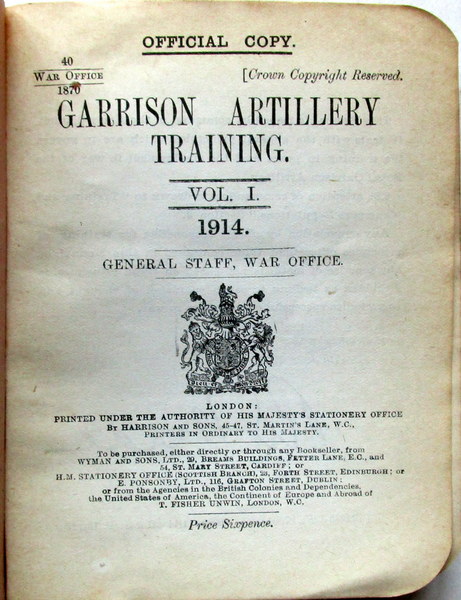 OFFICIAL COPY.
40
WAR OFFICE
1870
[Crown Copyright Reserved.
GARRISON ARTILLERY
TRAINING.
VOL. I.
1914.
GENERAL STAFF, WAR OFFICE.
LONDON:
PRINTED UNDER THE AUTHORITY OF HIS MAJESTY'S STATIONERY OFFICE
BY HARRISON AND SONS, 45-47, ST. MARTIN'S LANE, W.C.,
PRINTERS IN ORDINARY TO HIS MAJESTY.
To be purchased, either directly or through any Bookseller, from
WYMAN AND SONS, LTD., 29, BREAMS BUILDINGS, FETTER LANE, E.C., and
54, ST. MARY STREET, CARDIFF; or
H.M. STATIONERY OFFICE (SCOTTISH BRANCH), 23, FORTH STREET, EDINBURGH; or
E. PONSONBY, LTD., 116, GRAFTON STREET, DUBLIN;
or from the Agencies in the British Colonies and Dependencies,
the United States of America, the Continent of Europe and Abroad of
T. FISHER UNWIN, LONDON, W.C.
Price Sixpence.